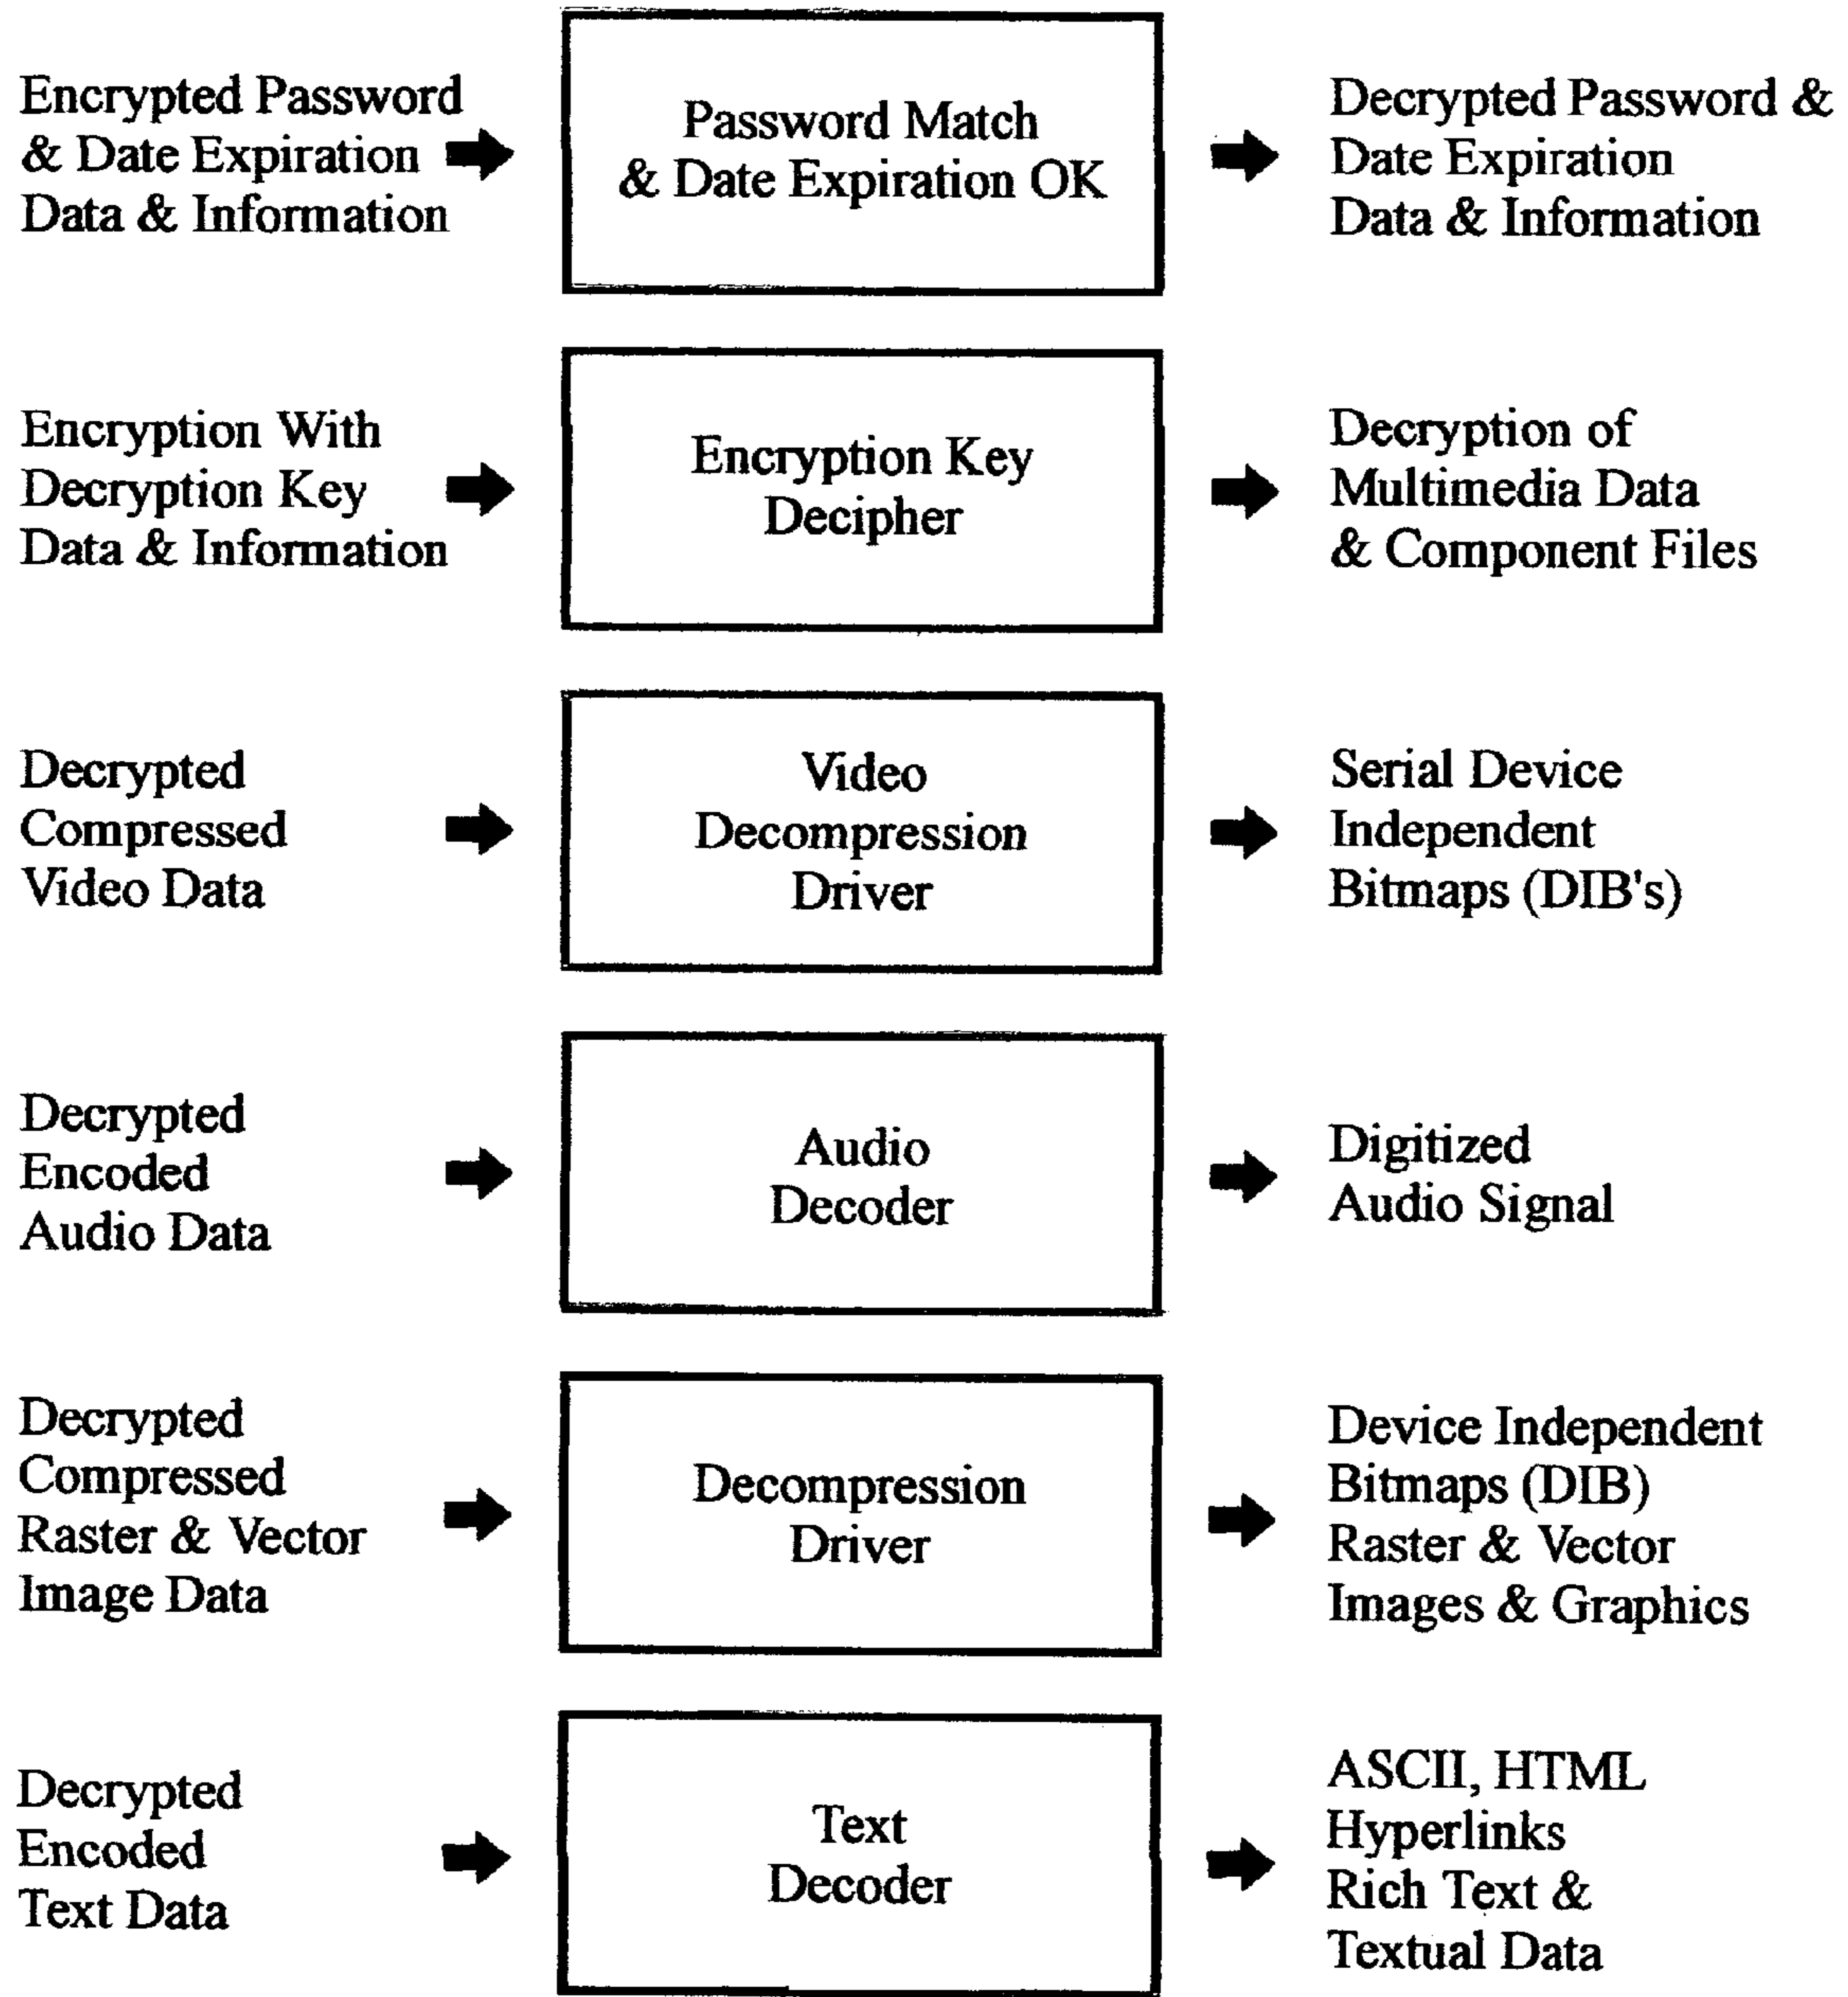 Encrypted Password
& Date Expiration
Data & Information
Password Match
& Date Expiration OK
Decrypted Password &
Date Expiration
Data & Information
Encryption With
Decryption Key
Data & Information
Encryption Key
Decipher
Decryption of
Multimedia Data
& Component Files
Decrypted
Compressed
Video Data
Video
Decompression
Driver
Serial Device
Independent
Bitmaps (DIB's)
Decrypted
Encoded
Audio Data
Audio
Decoder
Digitized
Audio Signal
Decrypted
Compressed
Raster & Vector
Image Data
Decompression
Driver
Device Independent
Bitmaps (DIB)
Raster & Vector
Images & Graphics
Decrypted
Encoded
Text Data
Text
Decoder
ASCII, HTML
Hyperlinks
Rich Text &
Textual Data